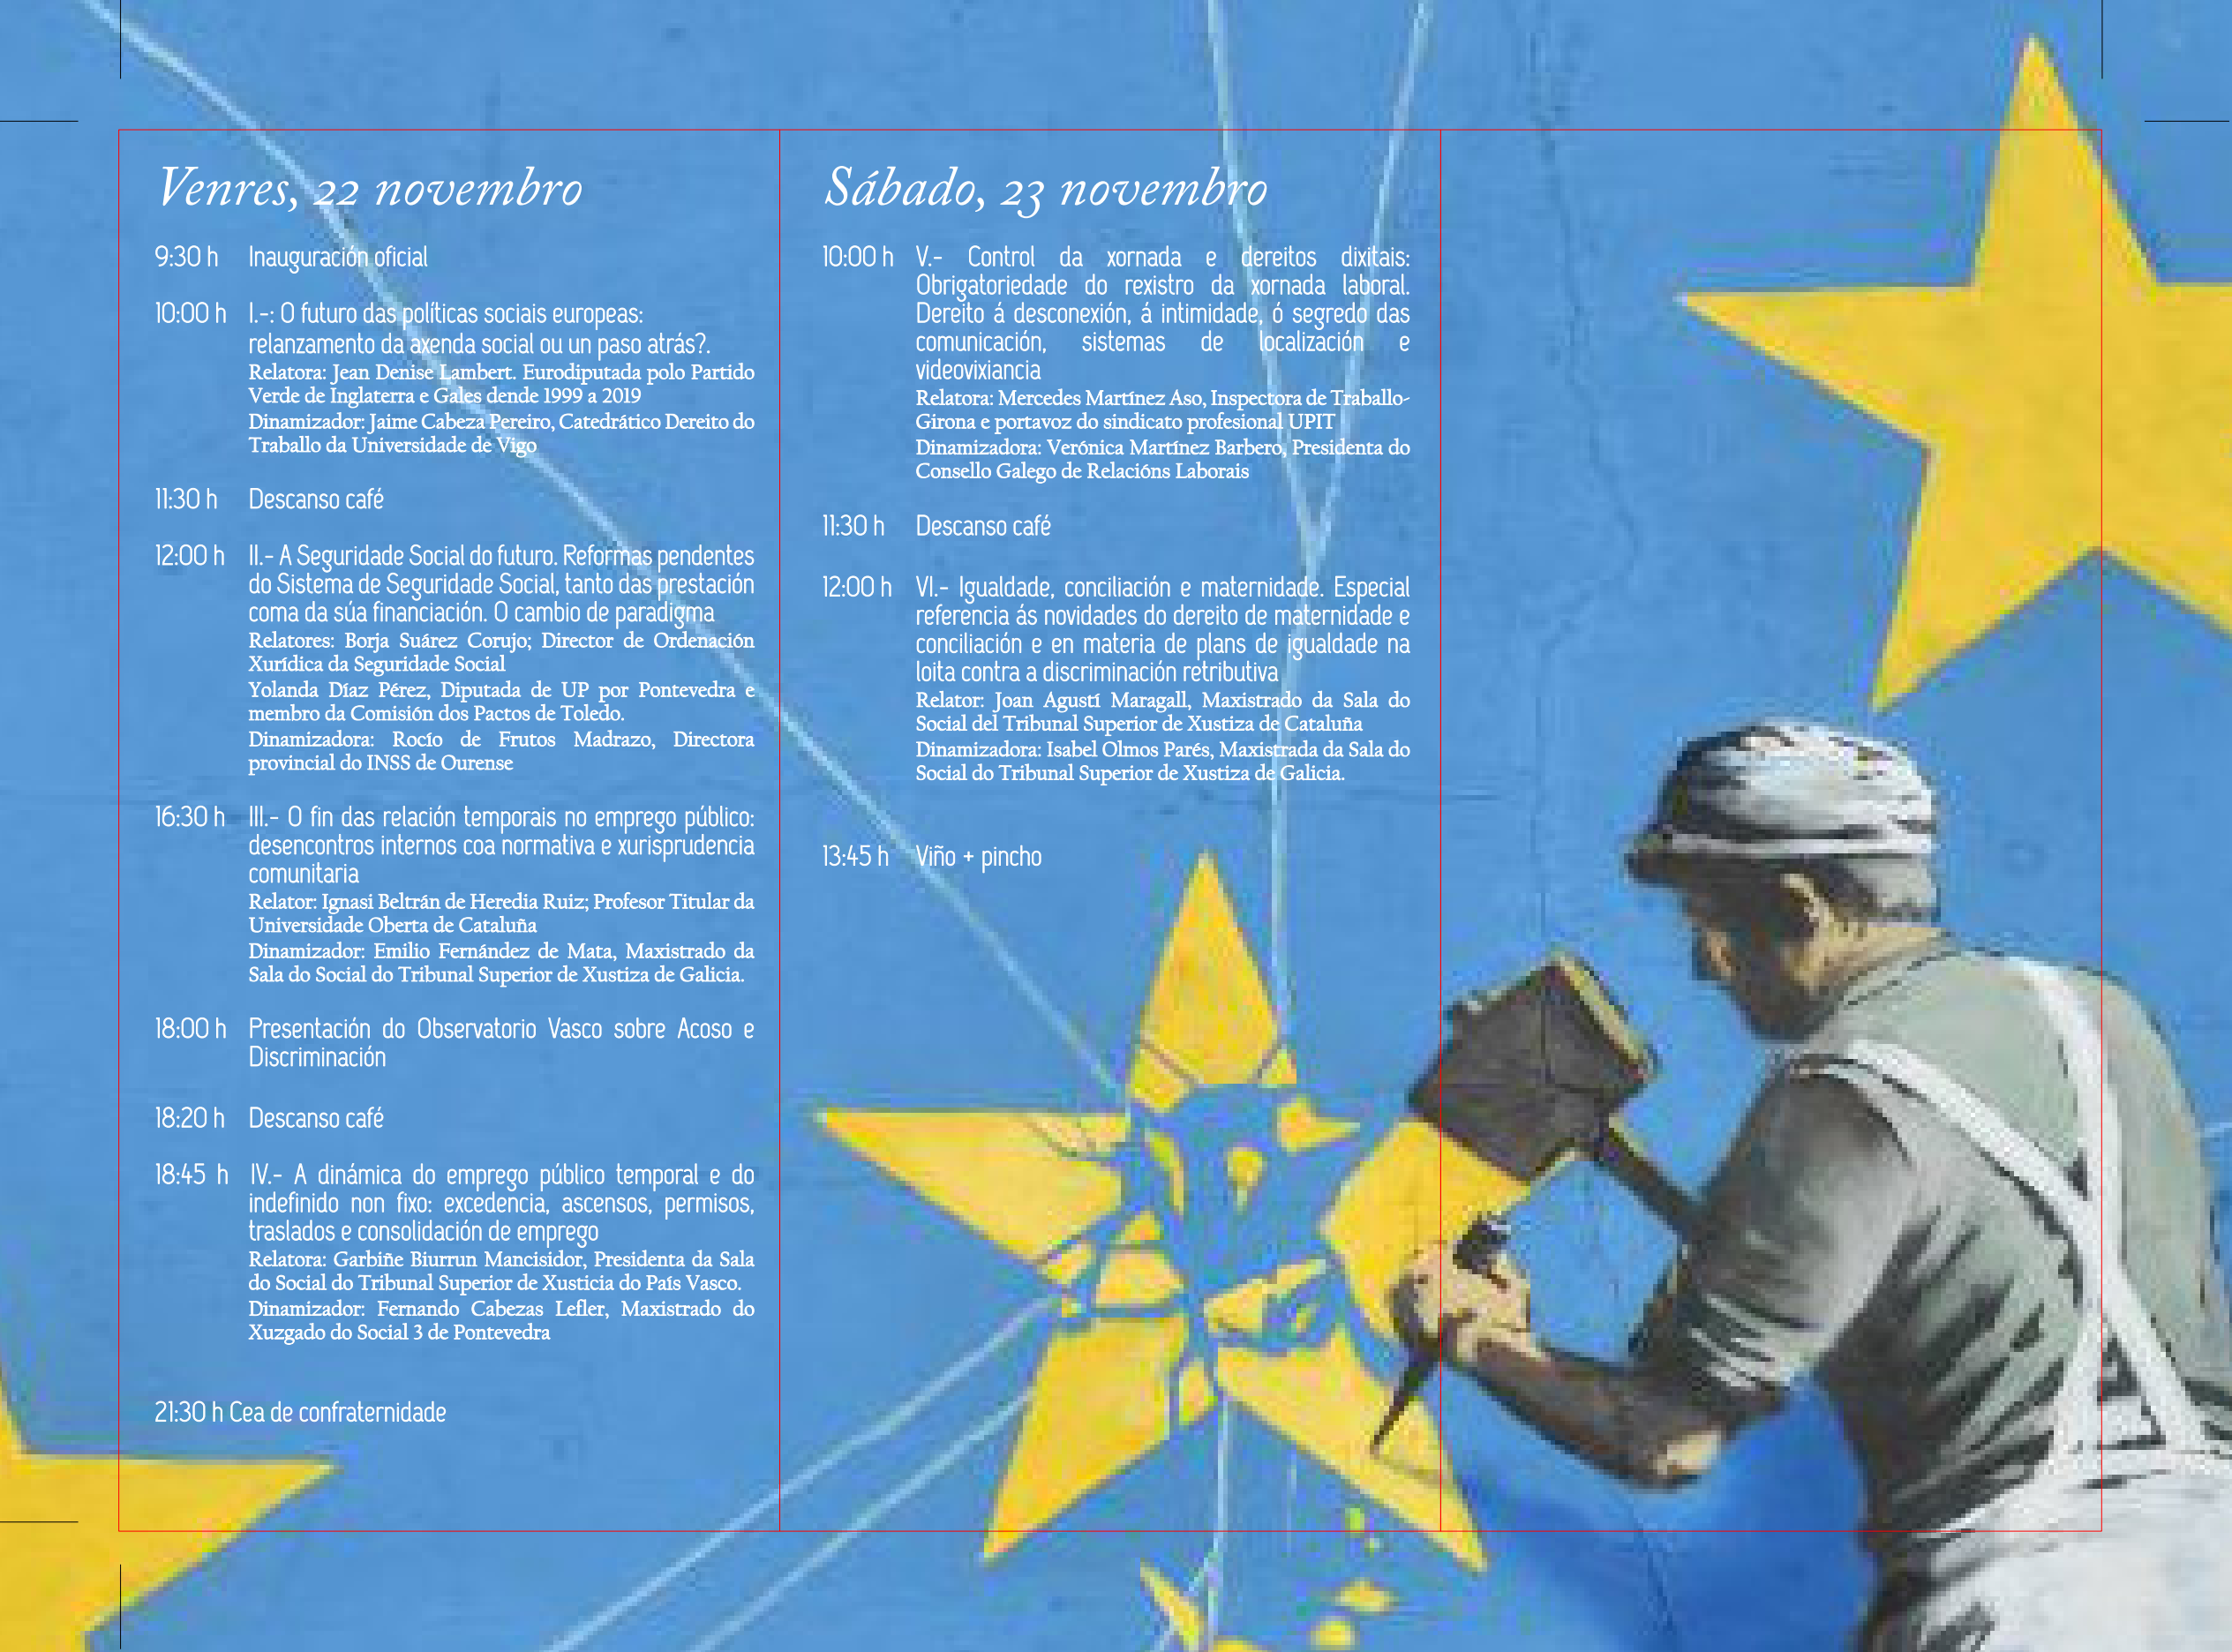 Venres, 22 novembro
9:30 h Inauguración oficial
10:00 h I.-: O futuro das políticas sociais europeas:
relanzamento da axenda social ou un paso atrás?.
Relatora: Jean Denise Lambert. Eurodiputada polo Partido
Verde de Inglaterra e Gales dende 1999 a 2019
Dinamizador: Jaime Cabeza Pereiro, Catedrático Dereito do
Traballo da Universidade de Vigo
11:30 h Descanso café
12:00 h II.- A Seguridade Social do futuro. Reformas pendentes
do Sistema de Seguridade Social, tanto das prestación
coma da súa financiación. O cambio de paradigma
Relatores: Borja Suárez Corujo; Director de Ordenación
Xurídica da Seguridade Social
Yolanda Díaz Pérez, Diputada de UP por Pontevedra e
membro da Comisión dos Pactos de Toledo.
Dinamizadora: Rocío de Frutos Madrazo, Directora
provincial do INSS de Ourense
16:30 h III.- O fin das relación temporais no emprego público:
desencontros internos coa normativa e xurisprudencia
comunitaria
Relator: Ignasi Beltrán de Heredia Ruiz; Profesor Titular da
Universidade Oberta de Cataluña
Dinamizador: Emilio Fernández de Mata, Maxistrado da
Sala do Social do Tribunal Superior de Xustiza de Galicia.
18:00 h Presentación do Observatorio Vasco sobre Acoso e
Discriminación
18:20 h Descanso café
18:45 h IV.- A dinámica do emprego público temporal e do
indefinido non fixo: excedencia, ascensos, permisos,
traslados e consolidación de emprego
Relatora: Garbiñe Biurrun Mancisidor, Presidenta da Sala
do Social do Tribunal Superior de Xusticia do País Vasco.
Dinamizador: Fernando Cabezas Lefler, Maxistrado do
Xuzgado do Social 3 de Pontevedra
21:30 h Cea de confraternidade
Sábado, 23 novembro
10:00 h V.- Control da xornada e dereitos dixitais:
Obrigatoriedade do rexistro da xornada laboral.
Dereito á desconexión, á intimidade, ó segredo das
comunicación, sistemas de localización e
videovixiancia
Relatora: Mercedes Martínez Aso, Inspectora de Traballo-
Girona e portavoz do sindicato profesional UPIT
Dinamizadora: Verónica Martínez Barbero, Presidenta do
Consello Galego de Relacións Laborais
11:30 h Descanso café
12:00 h VI.- Igualdade, conciliación e maternidade. Especial
referencia ás novidades do dereito de maternidade e
conciliación e en materia de plans de igualdade na
loita contra a discriminación retributiva
Relator: Joan Agustí Maragall, Maxistrado da Sala do
Social del Tribunal Superior de Xustiza de Cataluña
Dinamizadora: Isabel Olmos Parés, Maxistrada da Sala do
Social do Tribunal Superior de Xustiza de Galicia.
13:45 h Viño + pincho